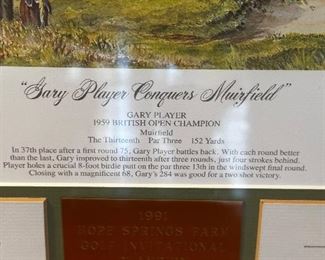 "Gary Player Conquers Muirfield"
GARY PLAYER
1959 BRITISH OPEN CHAMPION
Muirfield
The Thirteenth Par Three 152 Yards
In 37th place after a first round 75, Gary Player battles back. With each round better
than the last, Gary improved to thirteenth after three rounds, just four strokes behind.
Player holes a crucial 8-foot birdie putt on the par three 13th in the windswept final round.
Closing with a magnificent 68, Gary's 284 was good for a two shot victory.
1991
HOPE SPRINGS PARK
GOLF INVITATIONAL